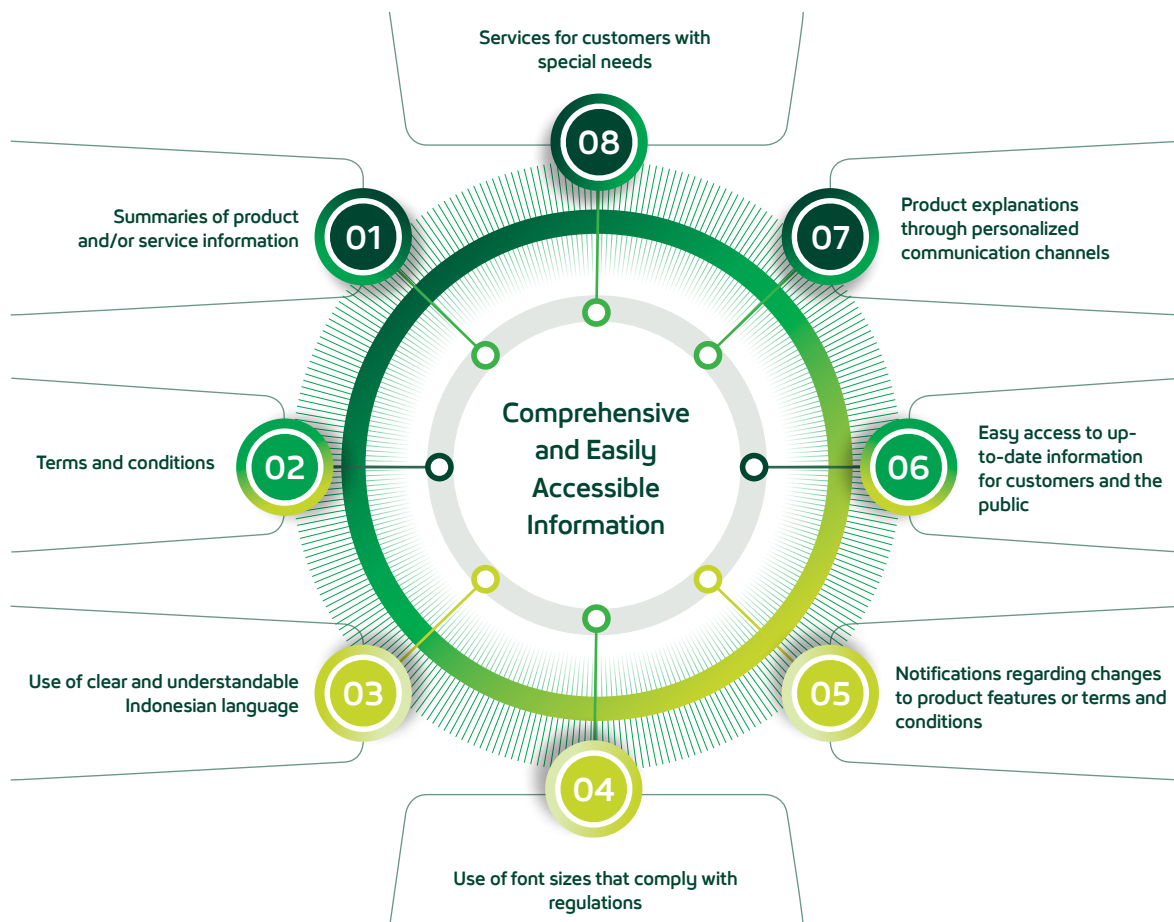 Services for customers with
special needs
08
01
Summaries of product
and/or service information
07
Product explanations
through personalized
communication channels
02
Terms and conditions
Comprehensive
and Easily
Accessible
Information
06
Easy access to up-
to-date information
for customers and the
public
03
Use of clear and understandable
Indonesian language
05
Notifications regarding changes
to product features or terms and
conditions
04
Use of font sizes that comply with
regulations